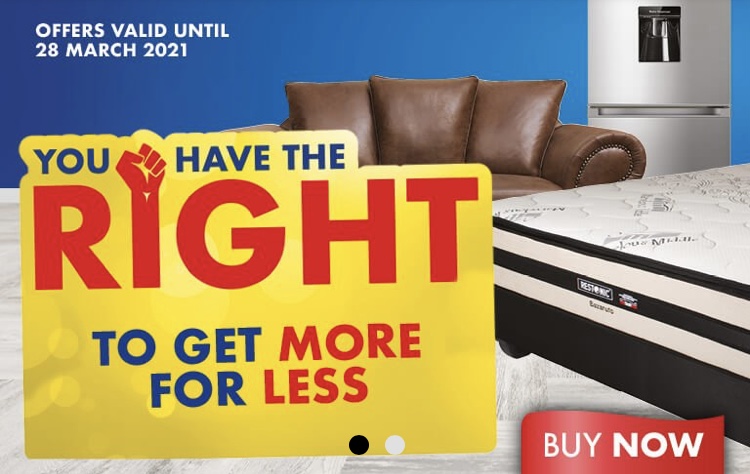 OFFERS VALID UNTIL
28 MARCH 2021
YOU HAVE THE
RIGHT
TO GET MORE
FOR LESS
RESTONIC
BUY NOW